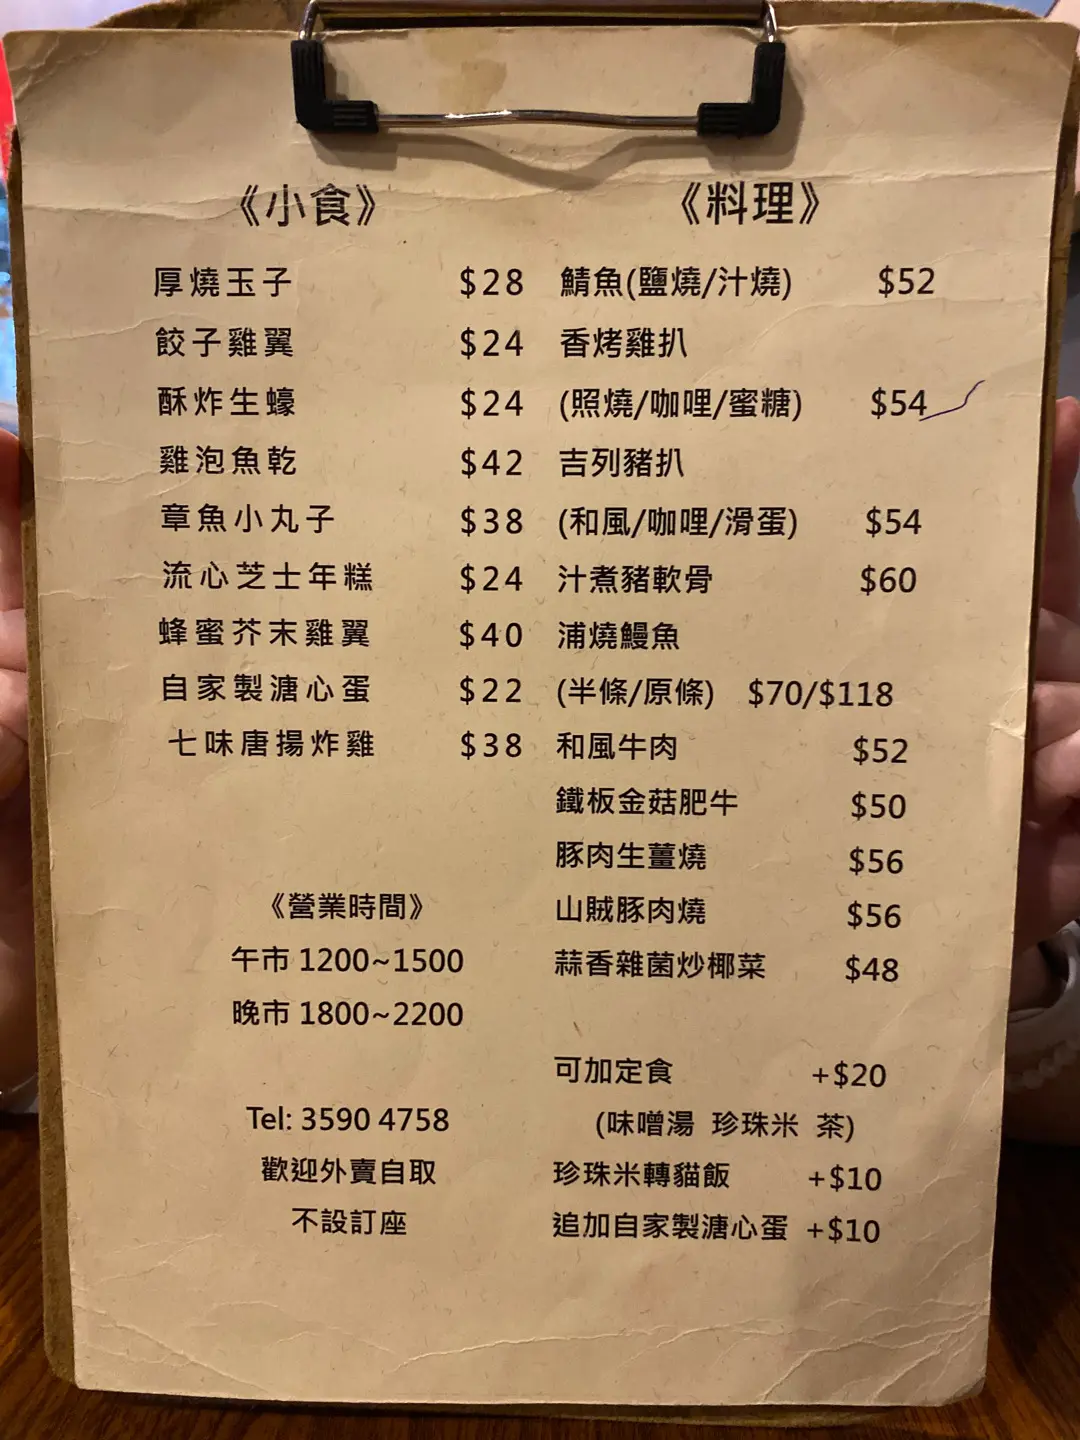 《小食》
厚燒玉子 $28
餃子雞翼 $24
酥炸生蠔 $24
雞泡魚乾 $42
章魚小丸子 $38
流心芝士年糕 $24
蜂蜜芥末雞翼 $40
自家製溏心蛋 $22
七味唐揚炸雞 $38
《營業時間》
午市 1200~1500
晚市 1800~2200
Tel: 3590 4758
歡迎外賣自取
不設訂座
《料理》
鯖魚(鹽燒/汁燒) $52
香烤雞扒
(照燒/咖哩/蜜糖) $54
吉列豬扒
(和風/咖哩/滑蛋) $54
汁煮豬軟骨 $60
浦燒鰻魚
(半條/原條) $70/$118
和風牛肉 $52
鐵板金菇肥牛 $50
豚肉生薑燒 $56
山賊豚肉燒 $56
蒜香雜菌炒椰菜 $48
可加定食 +$20
(味噌湯 珍珠米 茶)
珍珠米轉貓飯 +$10
追加自家製溏心蛋 +$10